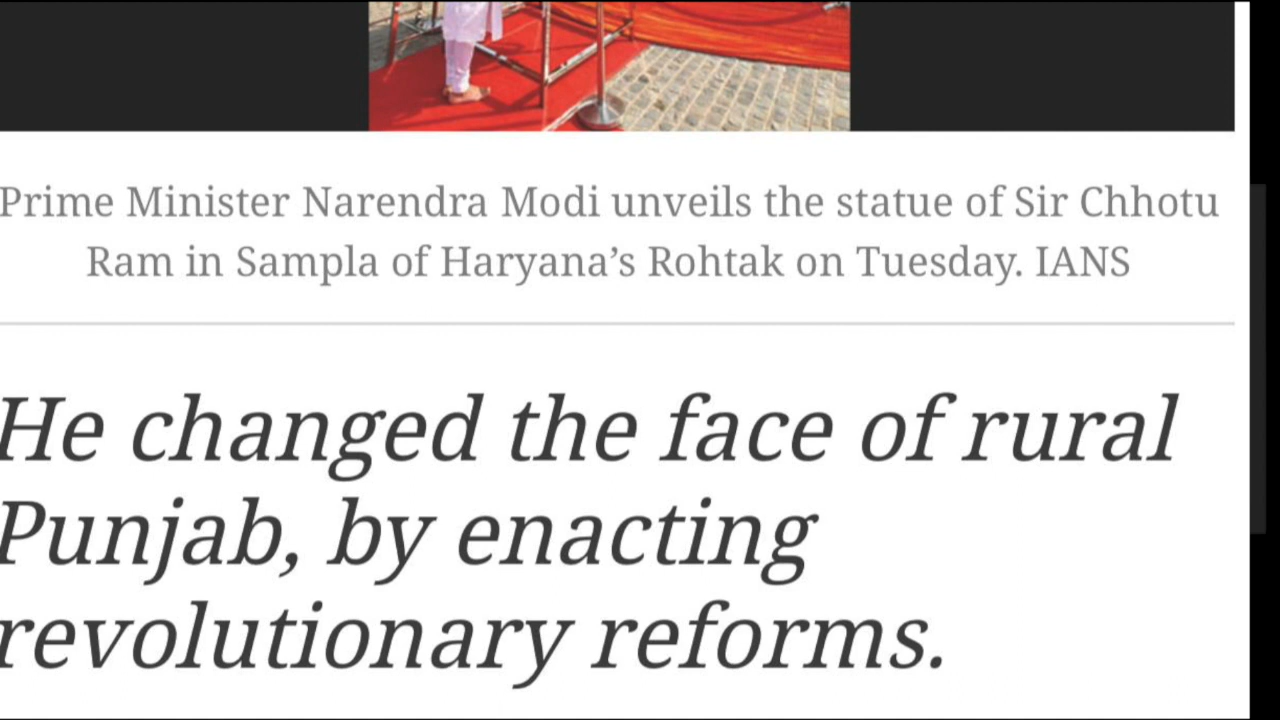 Prime Minister Narendra Modi unveils the statue of Sir Chhotu
Ram in Sampla of Haryana’s Rohtak on Tuesday. IANS
He changed the face of rural
Punjab, by enacting
revolutionary reforms.